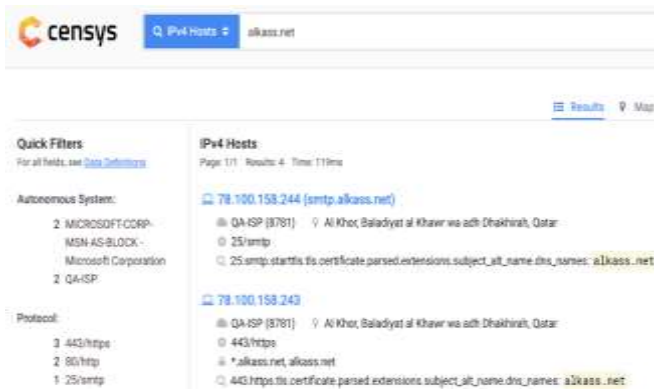 censys
IPv4 Hosts
alkass.net
Results Map
Quick Filters
For all fields, see Data Definitions
Autonomous System:
2 MICROSOFT-CORP-
MSN-AS-BLOCK -
Microsoft Corporation
2 QA-ISP
Protocol:
3 443/https
2 80/http
1 25/smtp
IPv4 Hosts
Page: 1/1 Results: 4 Time: 119ms
78.100.158.244 (smtp.alkass.net)
QA-ISP (8781) Al Khor, Baladiyat al Khawr wa adh Dhakhirah, Qatar
25/smtp
25.smtp.starttls.tls.certificate.parsed.extensions.subject_alt_name.dns_names: alkass.net
78.100.158.243
QA-ISP (8781) Al Khor, Baladiyat al Khawr wa adh Dhakhirah, Qatar
443/https
*.alkass.net, alkass.net
443.https.tls.certificate.parsed.extensions.subject_alt_name.dns_names: alkass.net